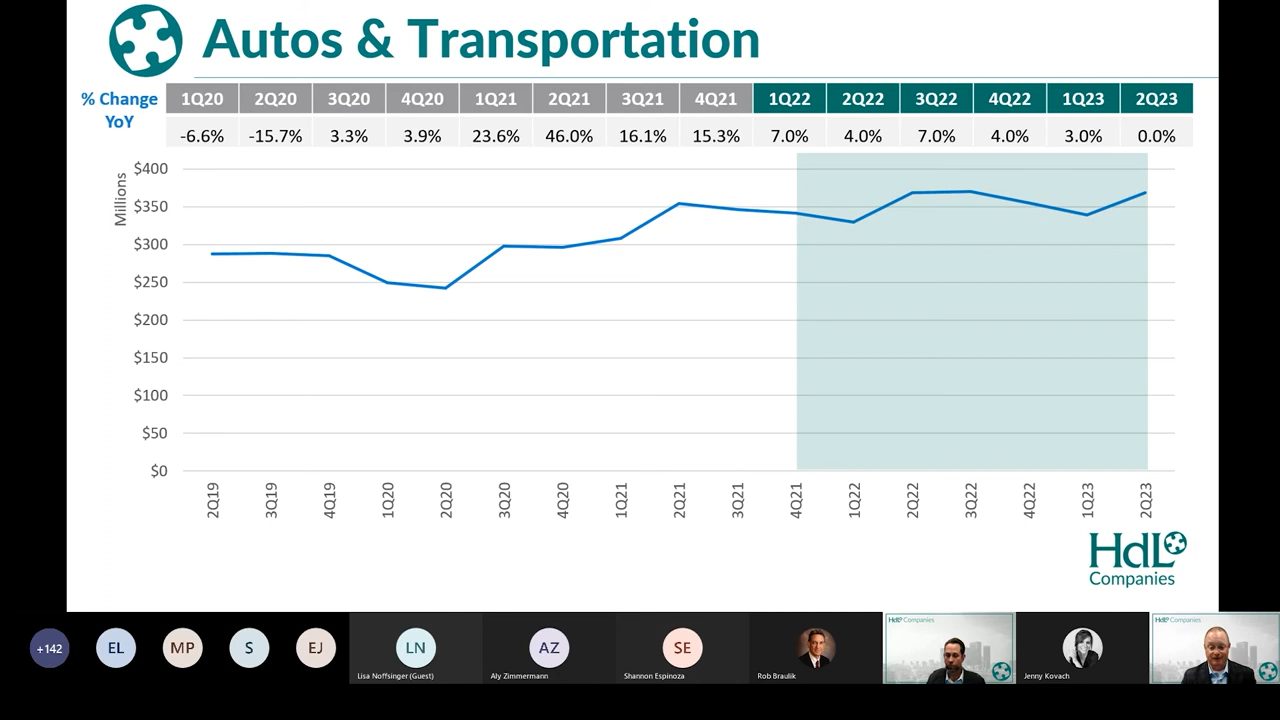 Autos & Transportation
% Change YoY
1Q20 2Q20 3Q20 4Q20 1Q21 2Q21 3Q21 4Q21 1Q22 2Q22 3Q22 4Q22 1Q23 2Q23
-6.6% -15.7% 3.3% 3.9% 23.6% 46.0% 16.1% 15.3% 7.0% 4.0% 7.0% 4.0% 3.0% 0.0%
Millions
$400
$350
$300
$250
$200
$150
$100
$50
$0
2Q19 3Q19 4Q19 1Q20 2Q20 3Q20 4Q20 1Q21 2Q21 3Q21 4Q21 1Q22 2Q22 3Q22 4Q22 1Q23 2Q23
HdL
Companies
+142 EL MP S EJ LN AZ SE
HdL Companies
HdL Companies
Lisa Noffsinger (Guest) Aly Zimmermann Shannon Espinoza Rob Braulik Jenny Kovach